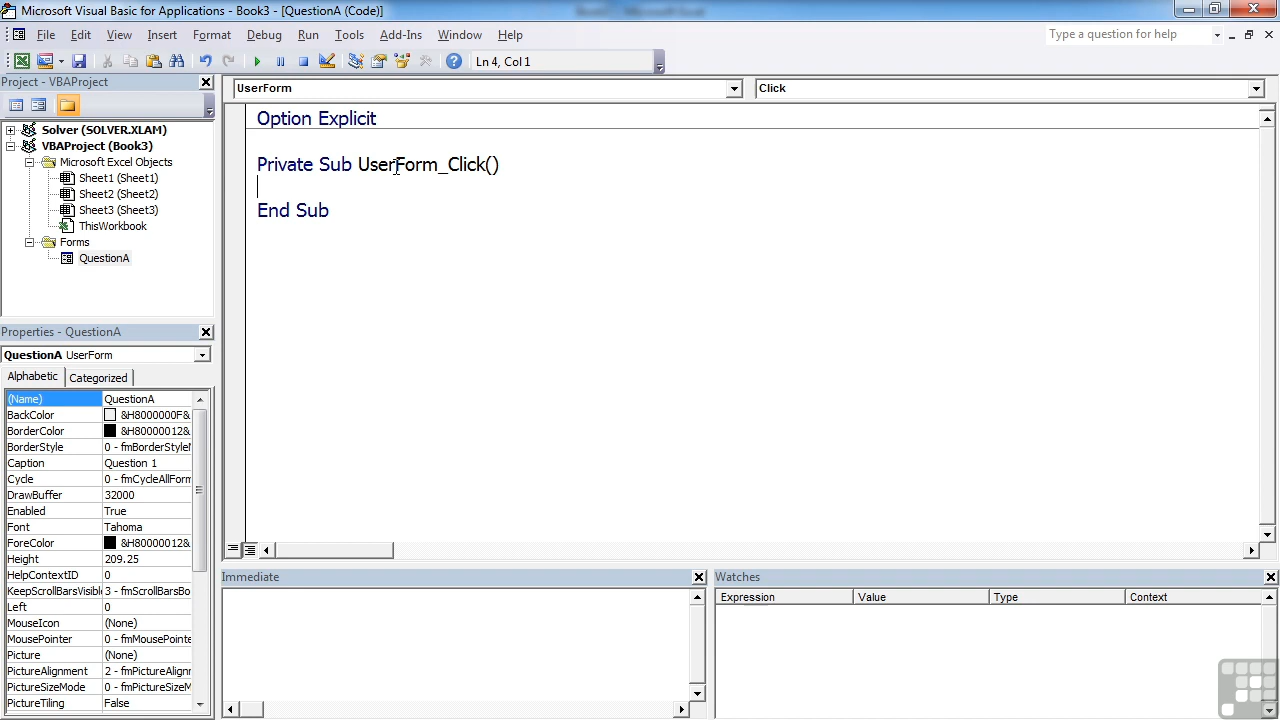 Microsoft Visual Basic for Applications - Book3 - [QuestionA (Code)]
File Edit View Insert Format Debug Run Tools Add-Ins Window Help
Type a question for help
Ln 4, Col 1
Project - VBAProject
Solver (SOLVER.XLAM)
VBAProject (Book3)
Microsoft Excel Objects
Sheet1 (Sheet1)
Sheet2 (Sheet2)
Sheet3 (Sheet3)
ThisWorkbook
Forms
QuestionA
Properties - QuestionA
QuestionA UserForm
Alphabetic Categorized
(Name) QuestionA
BackColor &H8000000F&
BorderColor &H80000012&
BorderStyle 0 - fmBorderStyleN
Caption Question 1
Cycle 0 - fmCycleAllForm
DrawBuffer 32000
Enabled True
Font Tahoma
ForeColor &H80000012&
Height 209.25
HelpContextID 0
KeepScrollBarsVisible 3 - fmScrollBarsBo
Left 0
MouseIcon (None)
MousePointer 0 - fmMousePointe
Picture (None)
PictureAlignment 2 - fmPictureAlignr
PictureSizeMode 0 - fmPictureSizeM
PictureTiling False
UserForm
Click
Option Explicit
Private Sub UserForm_Click()
End Sub
Immediate
Watches
Expression Value Type Context